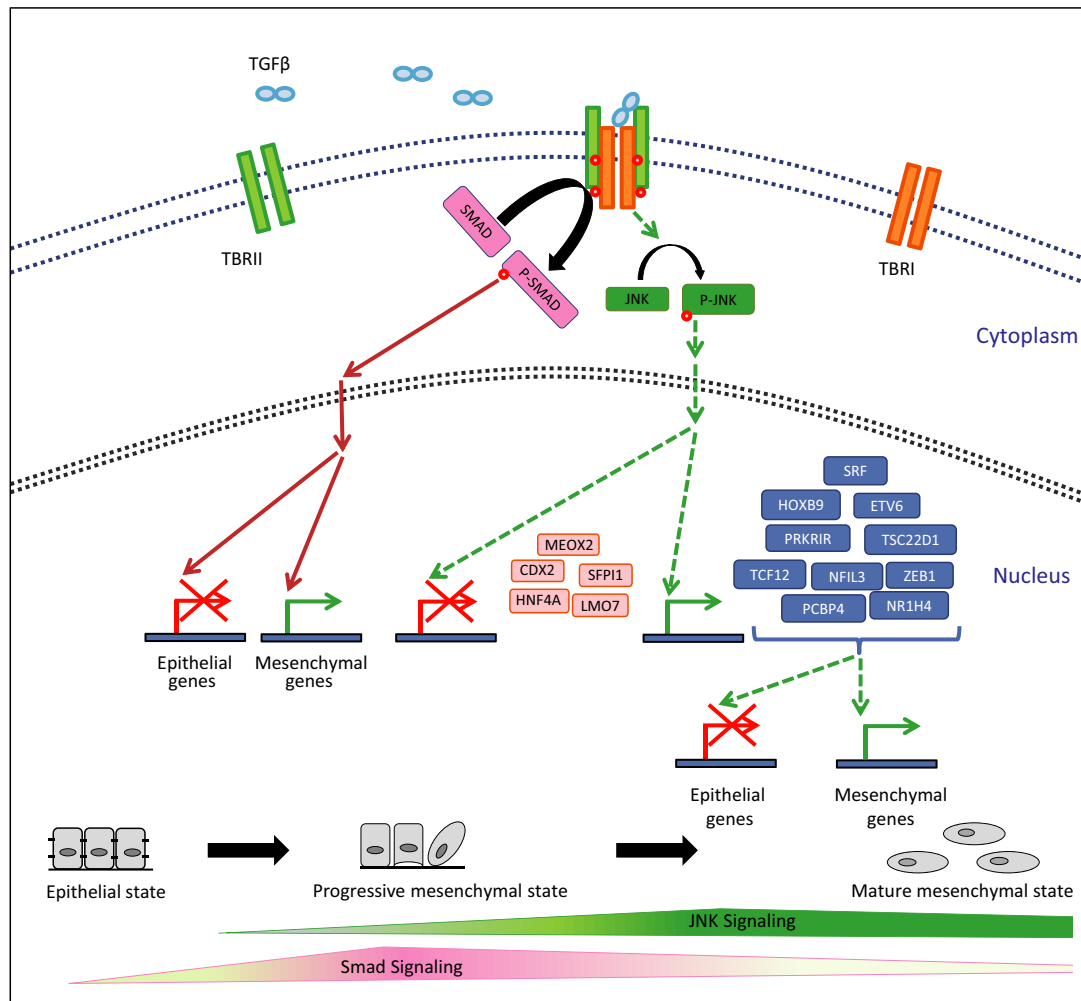 TGFβ
TBRII
TBRI
SMAD
P-SMAD
JNK
P-JNK
Cytoplasm
SRF
HOXB9
ETV6
PRKRIR
TSC22D1
TCF12
NFIL3
ZEB1
PCBP4
NR1H4
MEOX2
CDX2
SFPI1
HNF4A
LMO7
Nucleus
Epithelial
genes
Mesenchymal
genes
Epithelial
genes
Mesenchymal
genes
Epithelial state
Progressive mesenchymal state
Mature mesenchymal state
JNK Signaling
Smad Signaling